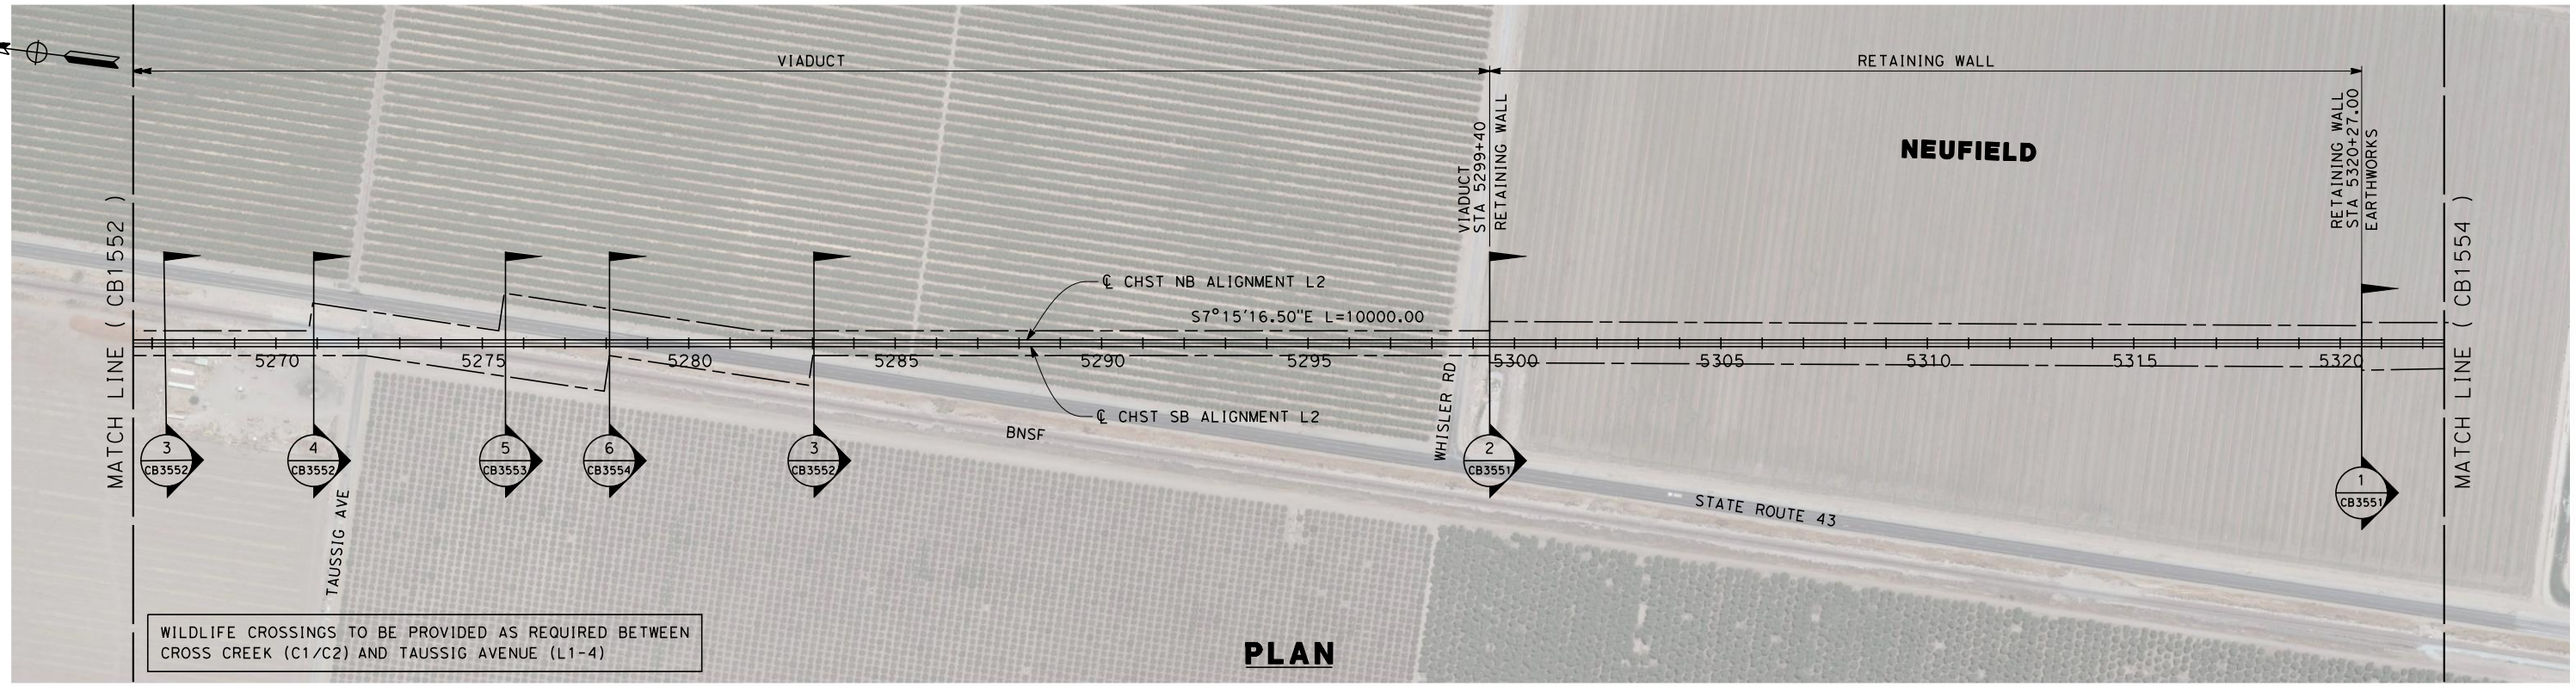 VIADUCT
RETAINING WALL
VIADUCT
STA 5299+40
RETAINING WALL
RETAINING WALL
STA 5320+27.00
EARTHWORKS
NEUFIELD
MATCH LINE ( CB1552 )
MATCH LINE ( CB1554 )
℄ CHST NB ALIGNMENT L2
S7°15'16.50"E L=10000.00
5270
5275
5280
5285
5290
5295
5300
5305
5310
5315
5320
℄ CHST SB ALIGNMENT L2
BNSF
WHISLER RD
3
CB3552
4
CB3552
5
CB3553
6
CB3554
3
CB3552
2
CB3551
1
CB3551
STATE ROUTE 43
TAUSSIG AVE
WILDLIFE CROSSINGS TO BE PROVIDED AS REQUIRED BETWEEN
CROSS CREEK (C1/C2) AND TAUSSIG AVENUE (L1-4)
PLAN